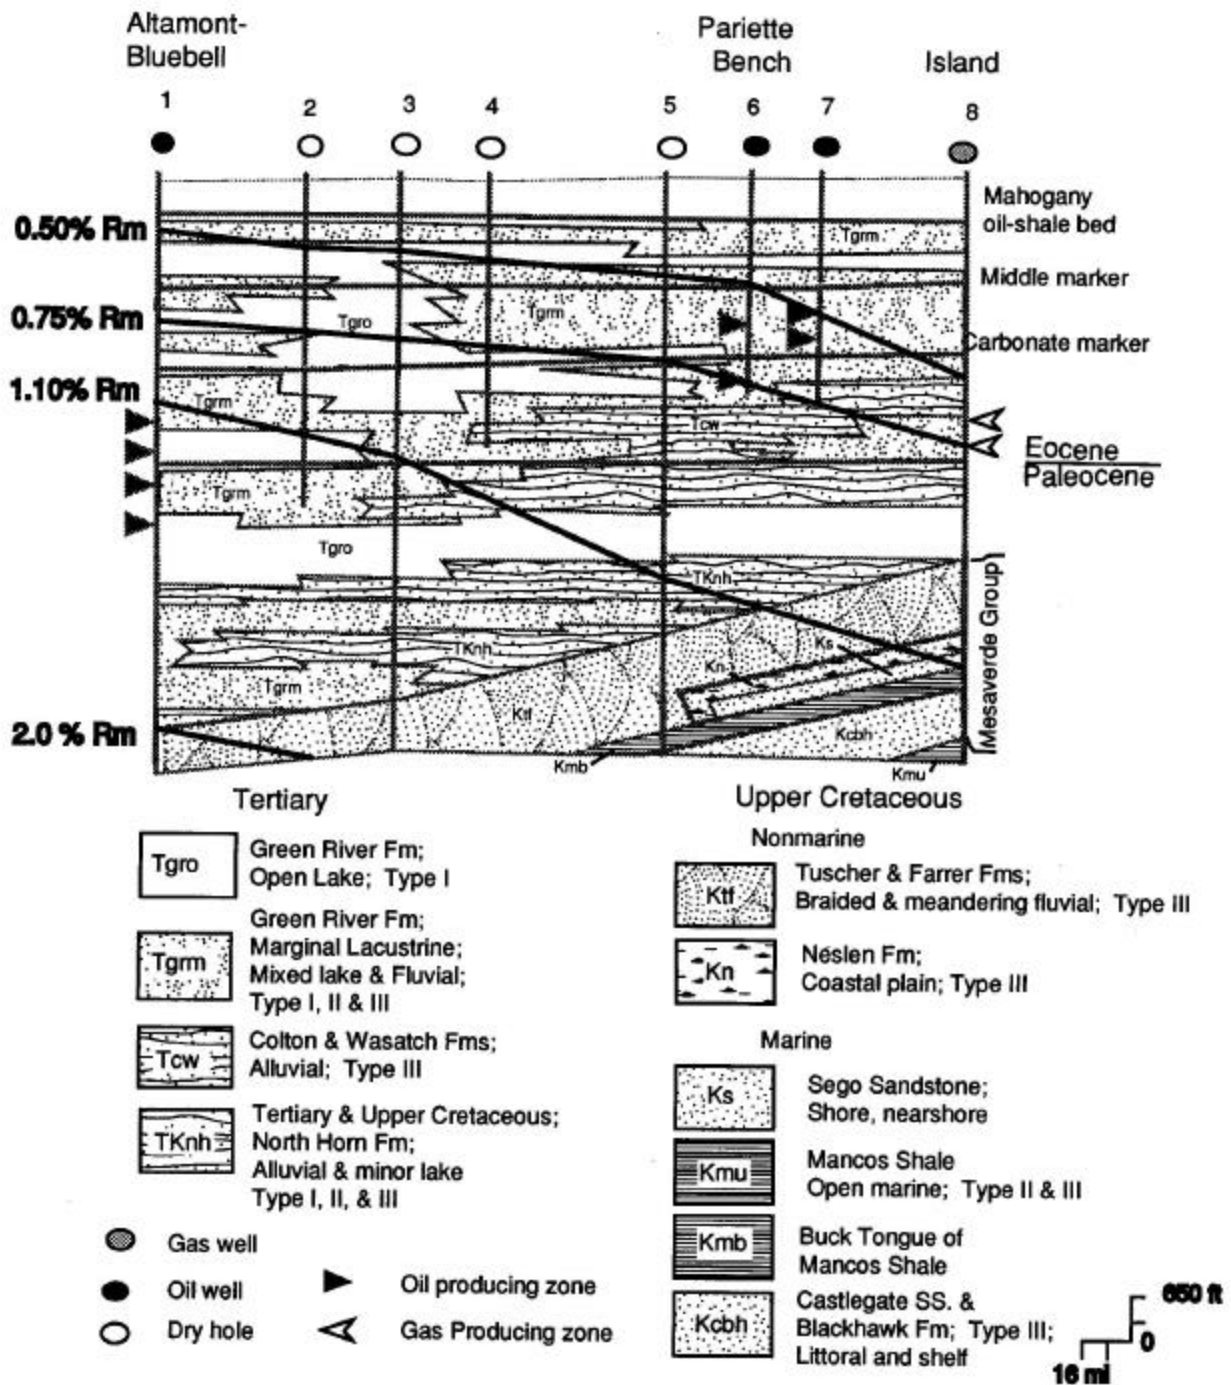 Altamont-
Bluebell
Pariette
Bench
Island
1
2
3
4
5
6
7
8
0.50% Rm
0.75% Rm
1.10% Rm
2.0 % Rm
Mahogany
oil-shale bed
Middle marker
Carbonate marker
Eocene
Paleocene
Mesaverde Group
Tgrm
Tgro
Tgrm
Tgrm
Tcw
Tgrm
Tgro
TKnh
TKnh
Tgrm
Ktf
Kn
Ks
Kcbh
Kmb
Kmu
Tertiary
Tgro
Green River Fm;
Open Lake; Type I
Tgrm
Green River Fm;
Marginal Lacustrine;
Mixed lake & Fluvial;
Type I, II & III
Tcw
Colton & Wasatch Fms;
Alluvial; Type III
TKnh
Tertiary & Upper Cretaceous;
North Horn Fm;
Alluvial & minor lake
Type I, II, & III
Gas well
Oil well
Dry hole
Oil producing zone
Gas Producing zone
Upper Cretaceous
Nonmarine
Ktf
Tuscher & Farrer Fms;
Braided & meandering fluvial; Type III
Kn
Neslen Fm;
Coastal plain; Type III
Marine
Ks
Sego Sandstone;
Shore, nearshore
Kmu
Mancos Shale
Open marine; Type II & III
Kmb
Buck Tongue of
Mancos Shale
Kcbh
Castlegate SS. &
Blackhawk Fm; Type III;
Littoral and shelf
650 ft
0
16 mi